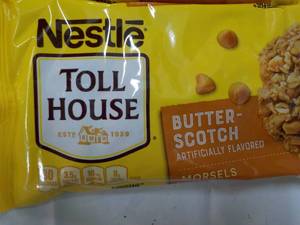 Nestlé
TOLL
HOUSE
ESTD 1939
BUTTER-
SCOTCH
ARTIFICIALLY FLAVORED
MORSELS